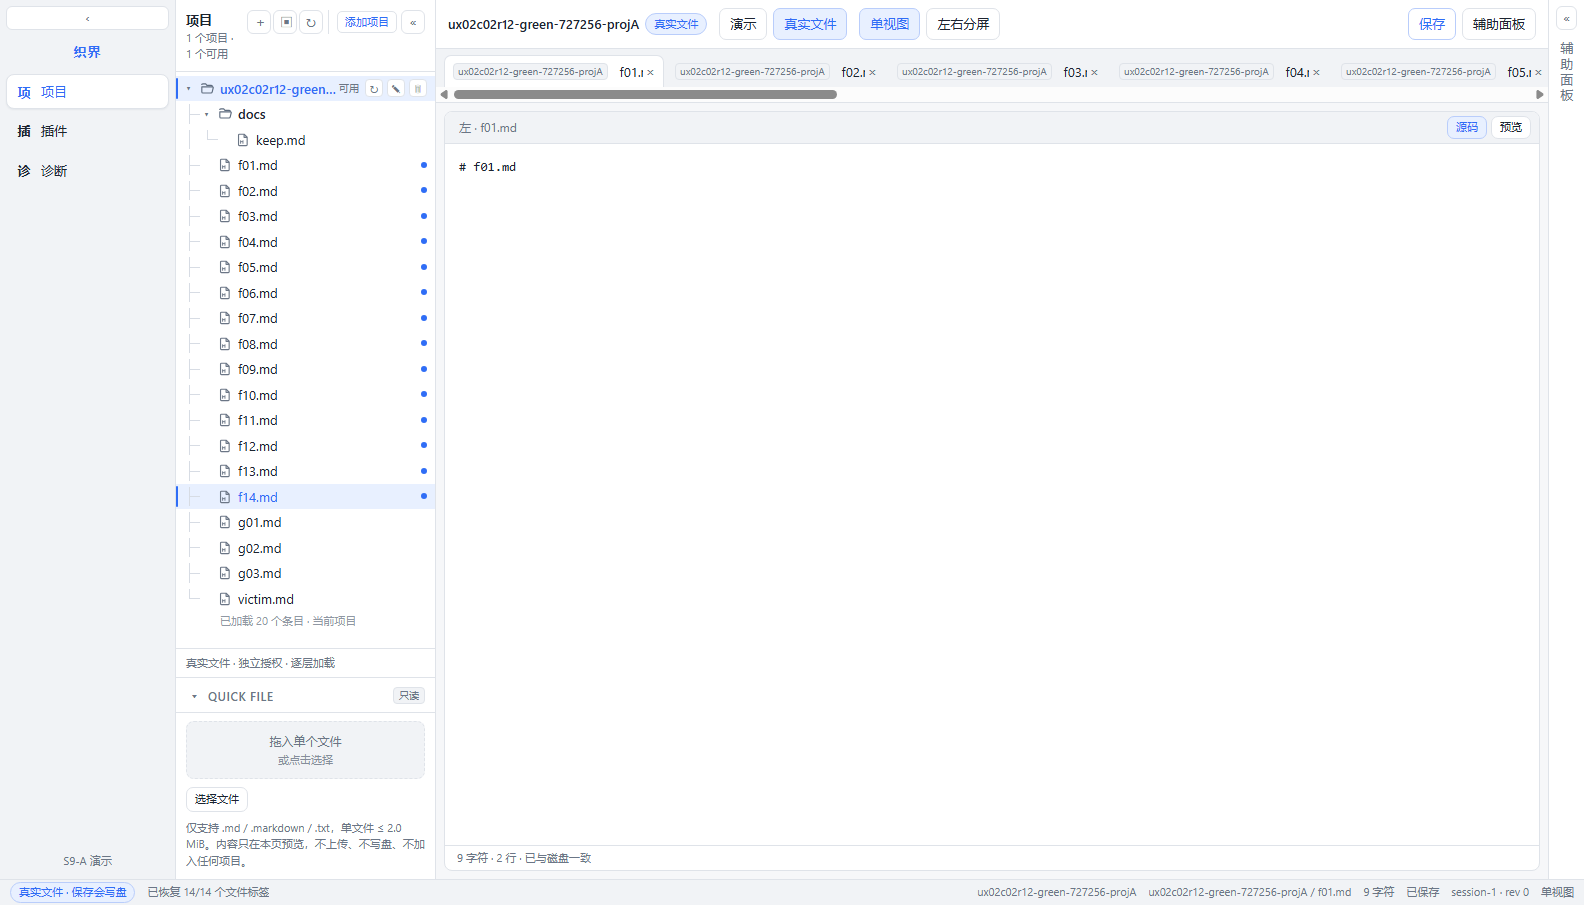 ‹
织界
项 项目
插 插件
诊 诊断
S9-A 演示
项目
1 个项目 ·
1 个可用
+ ↻ 添加项目 «
ux02c02r12-green... 可用 ↻
docs
keep.md
f01.md
f02.md
f03.md
f04.md
f05.md
f06.md
f07.md
f08.md
f09.md
f10.md
f11.md
f12.md
f13.md
f14.md
g01.md
g02.md
g03.md
victim.md
已加载 20 个条目 · 当前项目
真实文件 · 独立授权 · 逐层加载
QUICK FILE 只读
拖入单个文件
或点击选择
选择文件
仅支持 .md / .markdown / .txt，单文件 ≤ 2.0
MiB。内容只在本页预览，不上传、不写盘、不加
入任何项目。
ux02c02r12-green-727256-projA 真实文件 演示 真实文件 单视图 左右分屏 保存 辅助面板
ux02c02r12-green-727256-projA f01.r × ux02c02r12-green-727256-projA f02.r × ux02c02r12-green-727256-projA f03.r × ux02c02r12-green-727256-projA f04.r × ux02c02r12-green-727256-projA f05.r ×
左 · f01.md 源码 预览
# f01.md
9 字符 · 2 行 · 已与磁盘一致
«
辅助面板
真实文件 · 保存会写盘 已恢复 14/14 个文件标签 ux02c02r12-green-727256-projA ux02c02r12-green-727256-projA / f01.md 9 字符 已保存 session-1 · rev 0 单视图